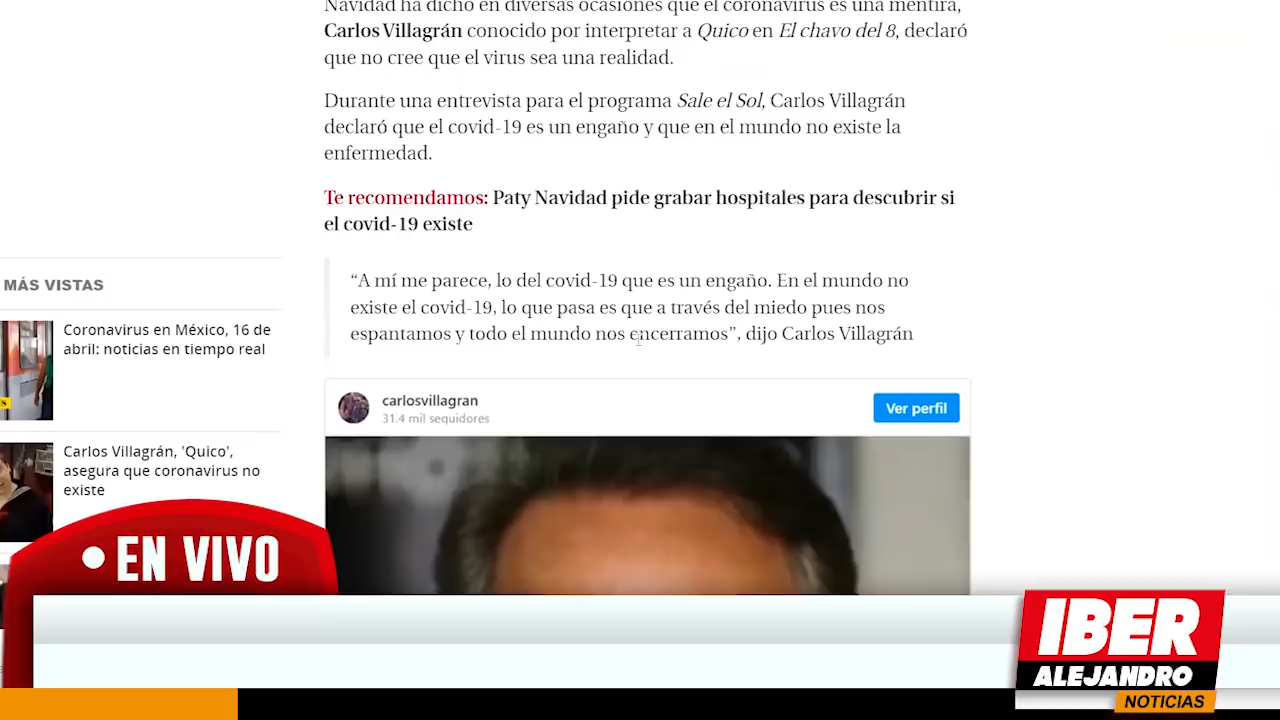 Navidad ha dicho en diversas ocasiones que el coronavirus es una mentira,
Carlos Villagrán conocido por interpretar a Quico en El chavo del 8, declaró
que no cree que el virus sea una realidad.
Durante una entrevista para el programa Sale el Sol, Carlos Villagrán
declaró que el covid-19 es un engaño y que en el mundo no existe la
enfermedad.
Te recomendamos: Paty Navidad pide grabar hospitales para descubrir si
el covid-19 existe
“A mí me parece, lo del covid-19 que es un engaño. En el mundo no
existe el covid-19, lo que pasa es que a través del miedo pues nos
espantamos y todo el mundo nos encerramos”, dijo Carlos Villagrán
MÁS VISTAS
Coronavirus en México, 16 de
abril: noticias en tiempo real
Carlos Villagrán, 'Quico',
asegura que coronavirus no
existe
carlosvillagran
31.4 mil seguidores
Ver perfil
EN VIVO
IBER
ALEJANDRO
NOTICIAS